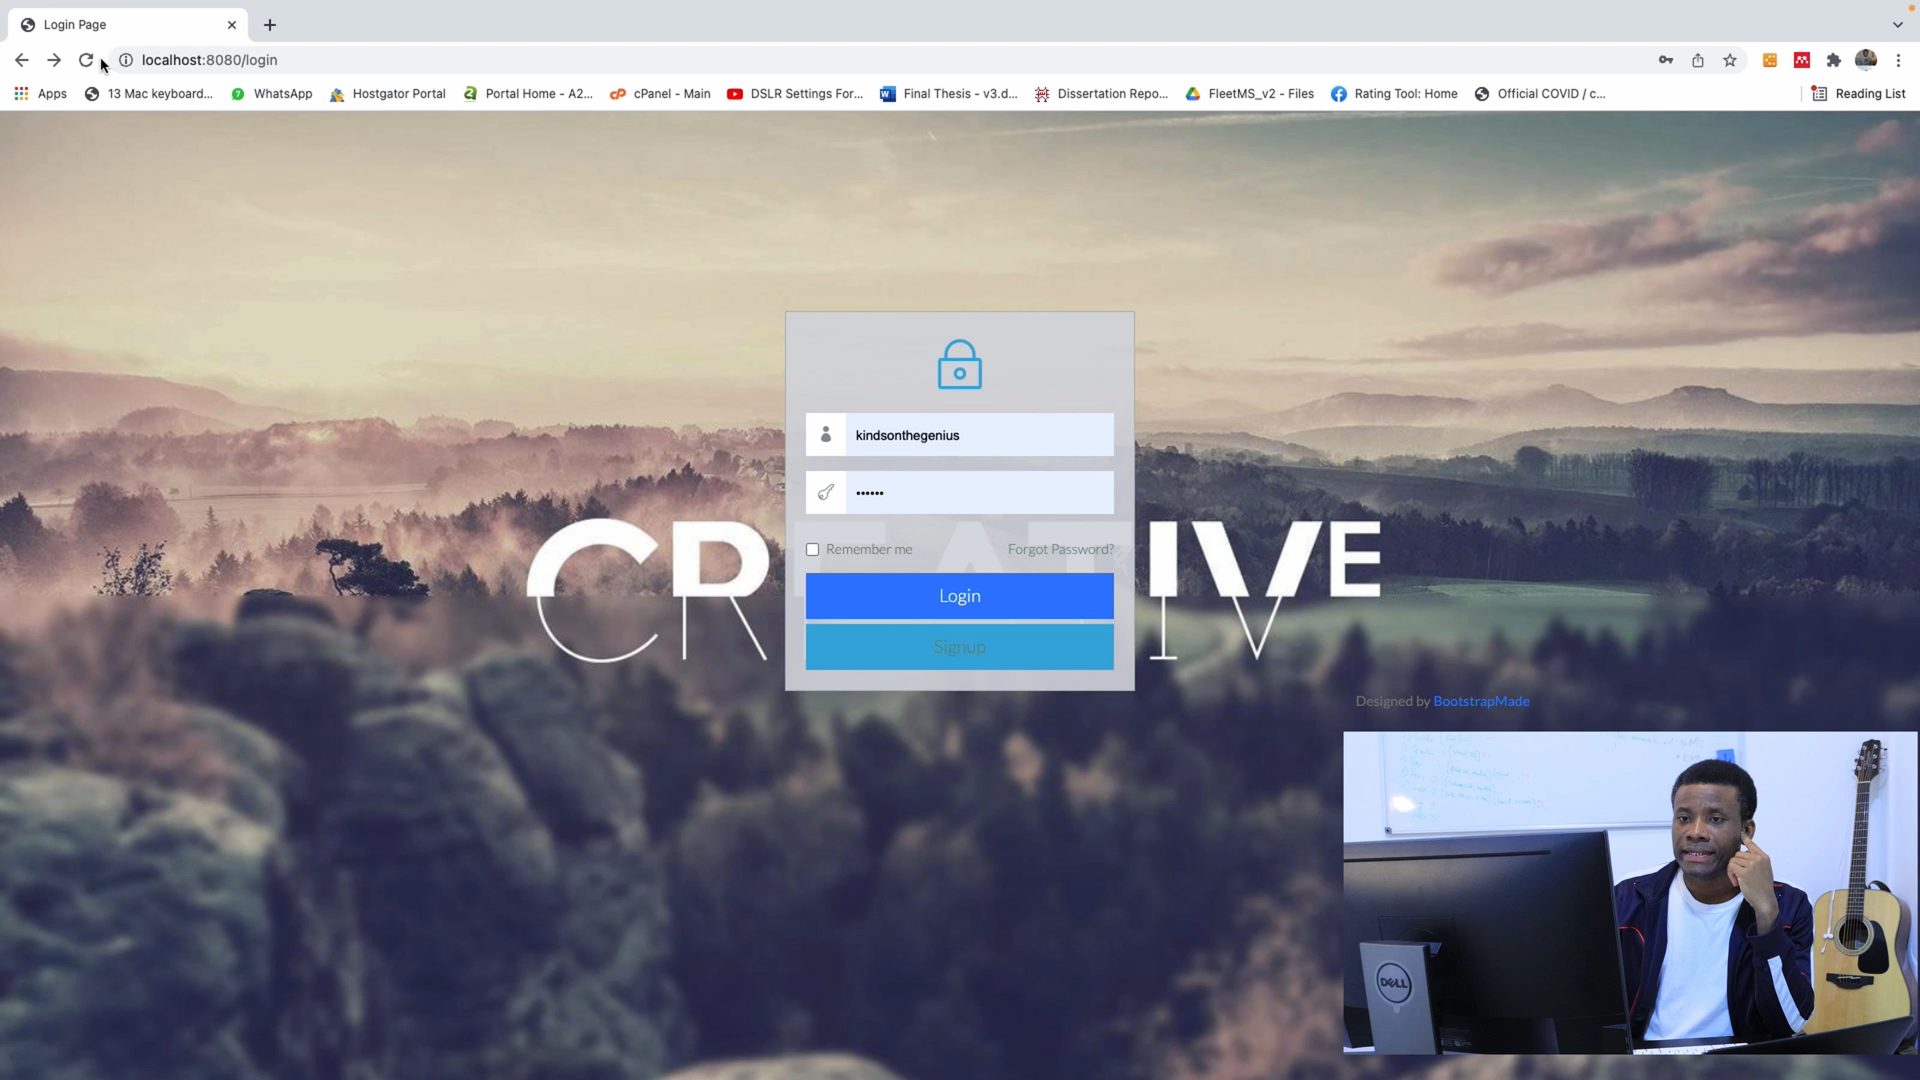 Login Page
localhost:8080/login
Apps
13 Mac keyboard...
WhatsApp
Hostgator Portal
Portal Home - A2...
cPanel - Main
DSLR Settings For...
Final Thesis - v3.d...
Dissertation Repo...
FleetMS_v2 - Files
Rating Tool: Home
Official COVID / c...
Reading List
kindsonthegenius
••••••
Remember me
Forgot Password?
CREATIVE
Login
Signup
Designed by BootstrapMade
DELL